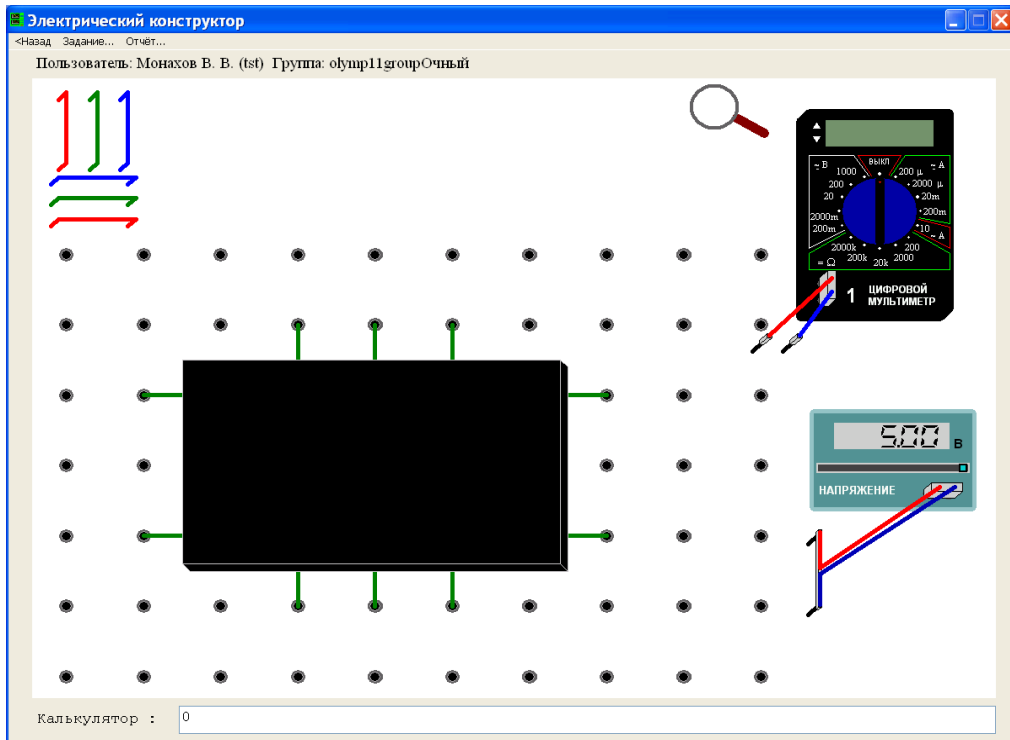 Электрический конструктор
<Назад Задание... Отчёт...
Пользователь: Монахов В. В. (tst) Группа: olymp11groupОчный
ВЫКЛ
~ В 1000 200 µ ~ А
200 2000 µ
20 20m
2000m 200m
200m 10 ~ А
2000k 200
= Ω 200k 20k 2000
1 ЦИФРОВОЙ
МУЛЬТИМЕТР
5.00 В
НАПРЯЖЕНИЕ
Калькулятор : 0